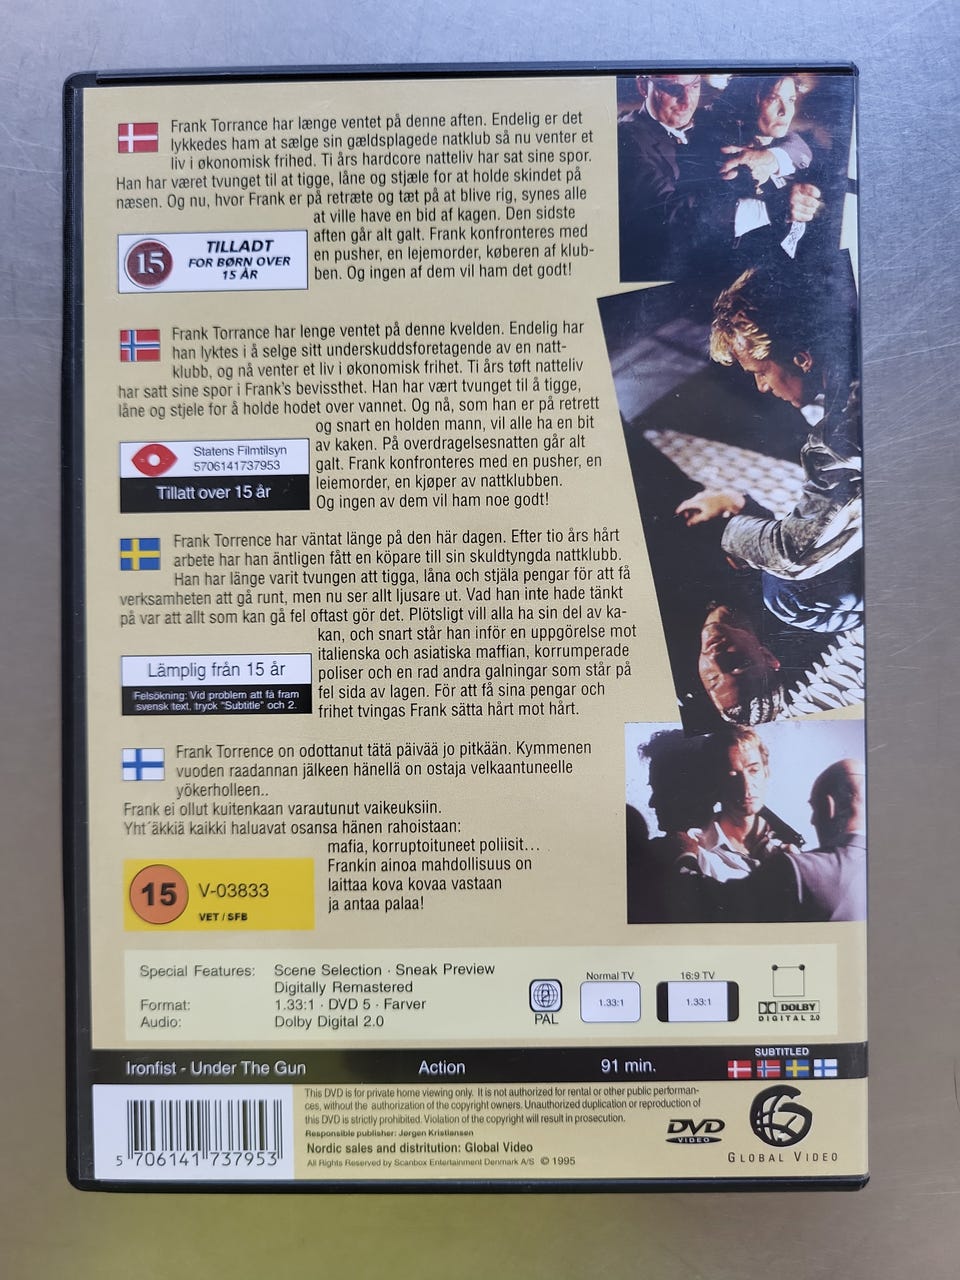 Frank Torrance har længe ventet på denne aften. Endelig er det
lykkedes ham at sælge sin gældsplagede natklub så nu venter et
liv i økonomisk frihed. Ti års hardcore natteliv har sat sine spor.
Han har været tvunget til at tigge, låne og stjæle for at holde skindet på
næsen. Og nu, hvor Frank er på retræte og tæt på at blive rig, synes alle
at ville have en bid af kagen. Den sidste
aften går alt galt. Frank konfronteres med
en pusher, en lejemorder, køberen af klub-
ben. Og ingen af dem vil ham det godt!
15
TILLADT
FOR BØRN OVER
15 ÅR
Frank Torrance har lenge ventet på denne kvelden. Endelig har
han lyktes i å selge sitt underskuddsforetagende av en natt-
klubb, og nå venter et liv i økonomisk frihet. Ti års tøft natteliv
har satt sine spor i Frank's bevissthet. Han har vært tvunget til å tigge,
låne og stjele for å holde hodet over vannet. Og nå, som han er på retrett
og snart en holden mann, vil alle ha en bit
av kaken. På overdragelsesnatten går alt
galt. Frank konfronteres med en pusher, en
leiemorder, en kjøper av nattklubben.
Og ingen av dem vil ham noe godt!
Statens Filmtilsyn
5706141737953
Tillatt over 15 år
Frank Torrence har väntat länge på den här dagen. Efter tio års hårt
arbete har han äntligen fått en köpare till sin skuldtyngda nattklubb.
Han har länge varit tvungen att tigga, låna och stjäla pengar för att få
verksamheten att gå runt, men nu ser allt ljusare ut. Vad han inte hade tänkt
på var att allt som kan gå fel oftast gör det. Plötsligt vill alla ha sin del av ka-
kan, och snart står han inför en uppgörelse mot
italienska och asiatiska maffian, korrumperade
poliser och en rad andra galningar som står på
fel sida av lagen. För att få sina pengar och
frihet tvingas Frank sätta hårt mot hårt.
Lämplig från 15 år
Felsökning: Vid problem att få fram
svensk text, tryck "Subtitle" och 2.
Frank Torrence on odottanut tätä päivää jo pitkään. Kymmenen
vuoden raadannan jälkeen hänellä on ostaja velkaantuneelle
yökerholleen..
Frank ei ollut kuitenkaan varautunut vaikeuksiin.
Yht´äkkiä kaikki haluavat osansa hänen rahoistaan:
mafia, korruptoituneet poliisit...
Frankin ainoa mahdollisuus on
laittaa kova kovaa vastaan
ja antaa palaa!
15
V-03833
VET / SFB
Special Features: Scene Selection · Sneak Preview
Digitally Remastered
Format: 1.33:1 · DVD 5 · Farver
Audio: Dolby Digital 2.0
2
PAL
Normal TV
1.33:1
16:9 TV
1.33:1
DOLBY
DIGITAL 2.0
Ironfist - Under The Gun
Action
91 min.
SUBTITLED
This DVD is for private home viewing only. It is not authorized for rental or other public performan-
ces, without the authorization of the copyright owners. Unauthorized duplication or reproduction of
this DVD is strictly prohibited. Violation of the copyright will result in prosecution.
Responsible publisher: Jørgen Kristiansen
Nordic sales and distritution: Global Video
All Rights Reserved by Scanbox Entertainment Denmark A/S © 1995
5 706141 737953
DVD
VIDEO
GLOBAL VIDEO